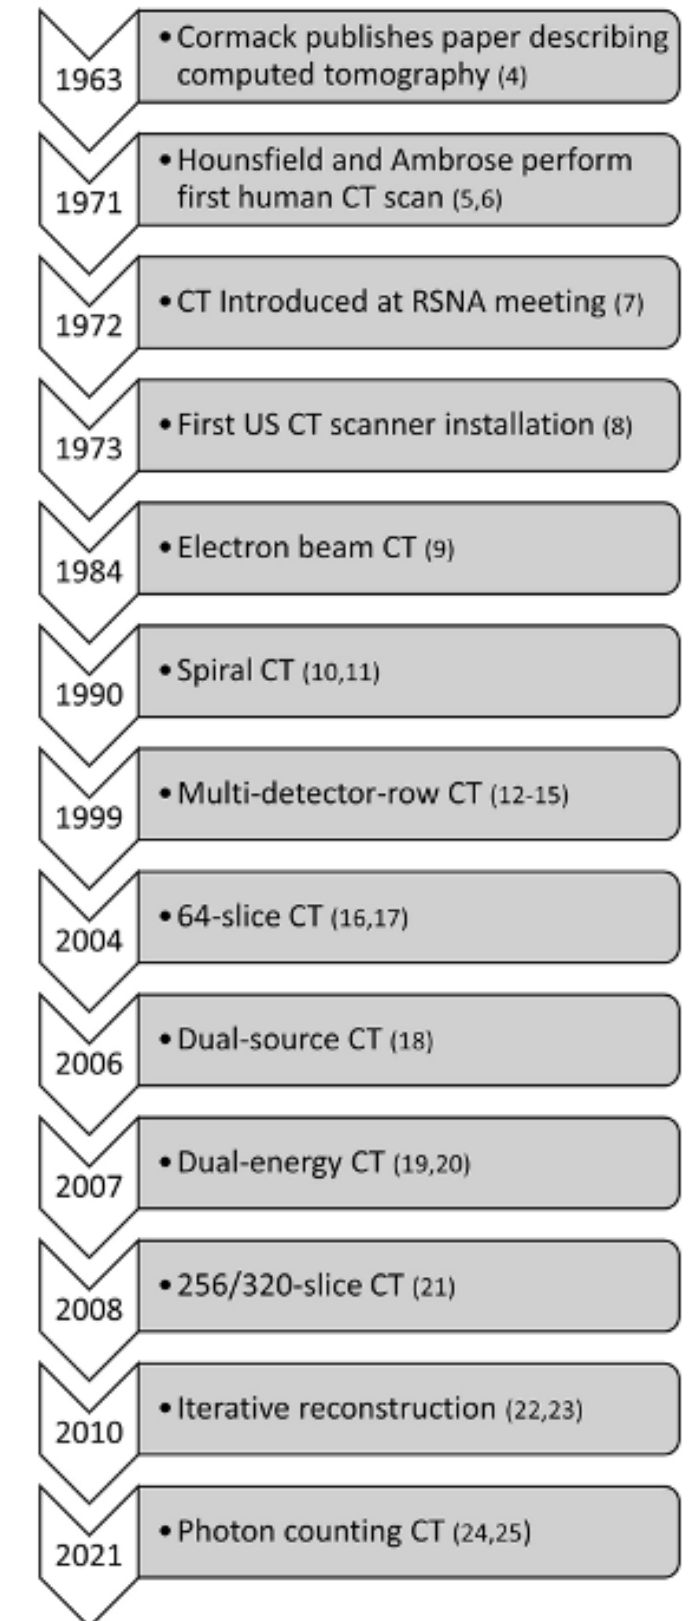 1963
• Cormack publishes paper describing
computed tomography (4)
1971
• Hounsfield and Ambrose perform
first human CT scan (5,6)
1972
• CT Introduced at RSNA meeting (7)
1973
• First US CT scanner installation (8)
1984
• Electron beam CT (9)
1990
• Spiral CT (10,11)
1999
• Multi-detector-row CT (12-15)
2004
• 64-slice CT (16,17)
2006
• Dual-source CT (18)
2007
• Dual-energy CT (19,20)
2008
• 256/320-slice CT (21)
2010
• Iterative reconstruction (22,23)
2021
• Photon counting CT (24,25)